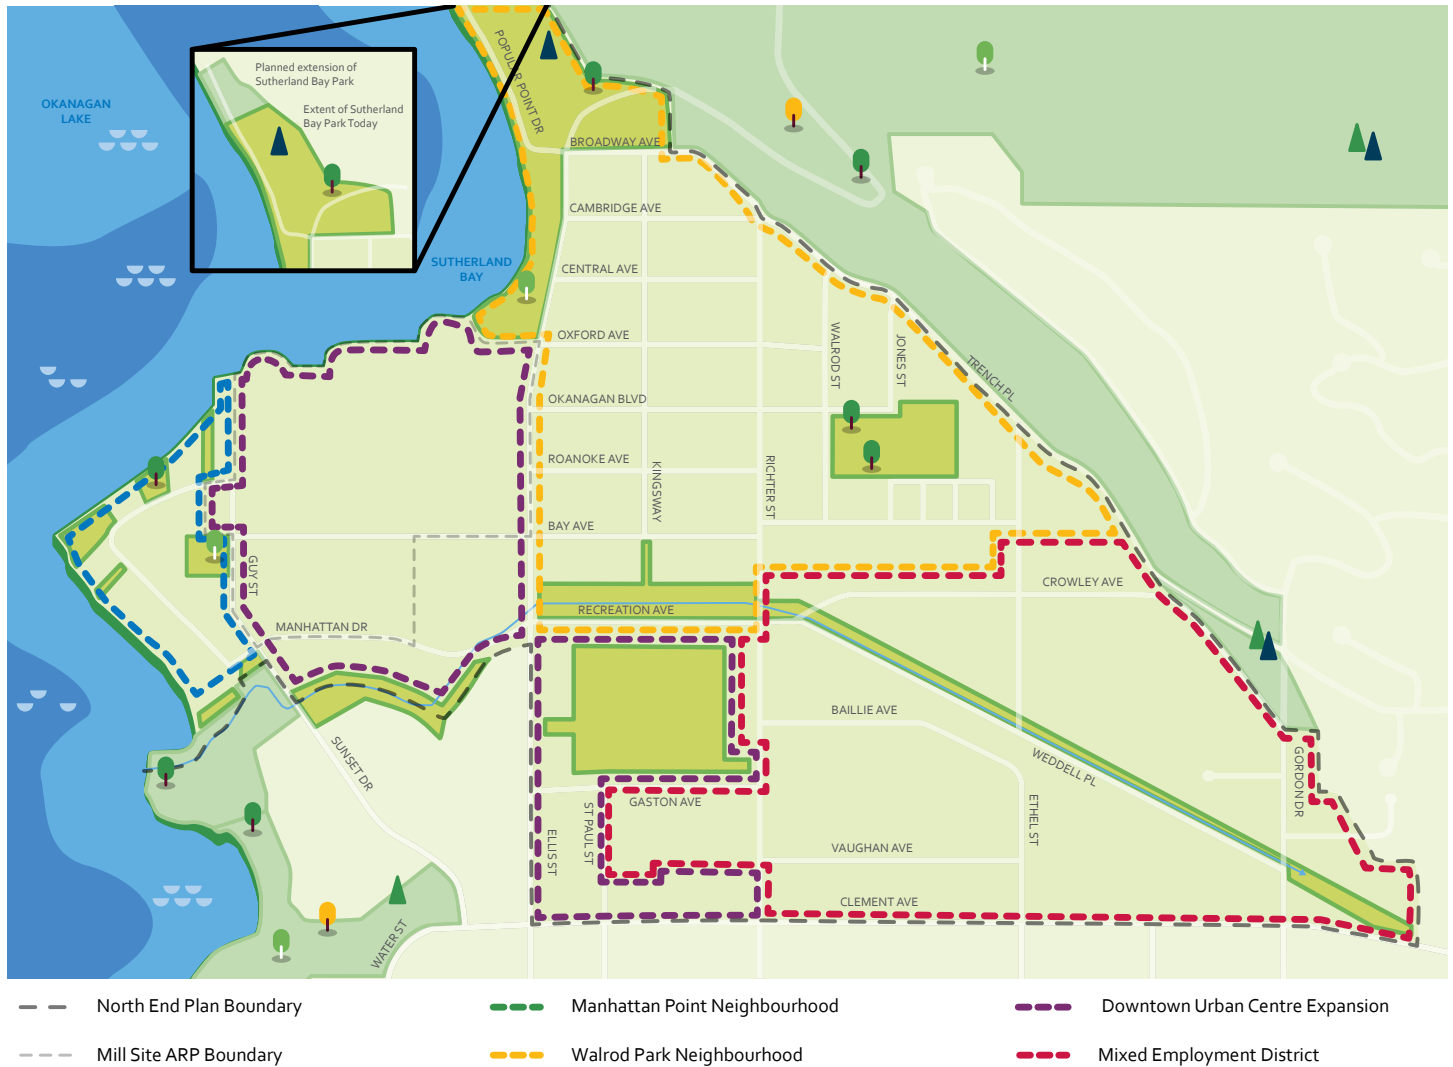 Planned extension of
Sutherland Bay Park
Extent of Sutherland
Bay Park Today
OKANAGAN
LAKE
SUTHERLAND
BAY
POPULAR POINT DR
BROADWAY AVE
CAMBRIDGE AVE
CENTRAL AVE
OXFORD AVE
WALROD ST
JONES ST
TRENCH PL
OKANAGAN BLVD
ROANOKE AVE
KINGSWAY
RICHTER ST
BAY AVE
GUY ST
CROWLEY AVE
RECREATION AVE
MANHATTAN DR
BAILLIE AVE
SUNSET DR
WEDDELL PL
GORDON DR
GASTON AVE
ST PAUL ST
ELLIS ST
ETHEL ST
VAUGHAN AVE
CLEMENT AVE
WATER ST
North End Plan Boundary
Manhattan Point Neighbourhood
Downtown Urban Centre Expansion
Mill Site ARP Boundary
Walrod Park Neighbourhood
Mixed Employment District